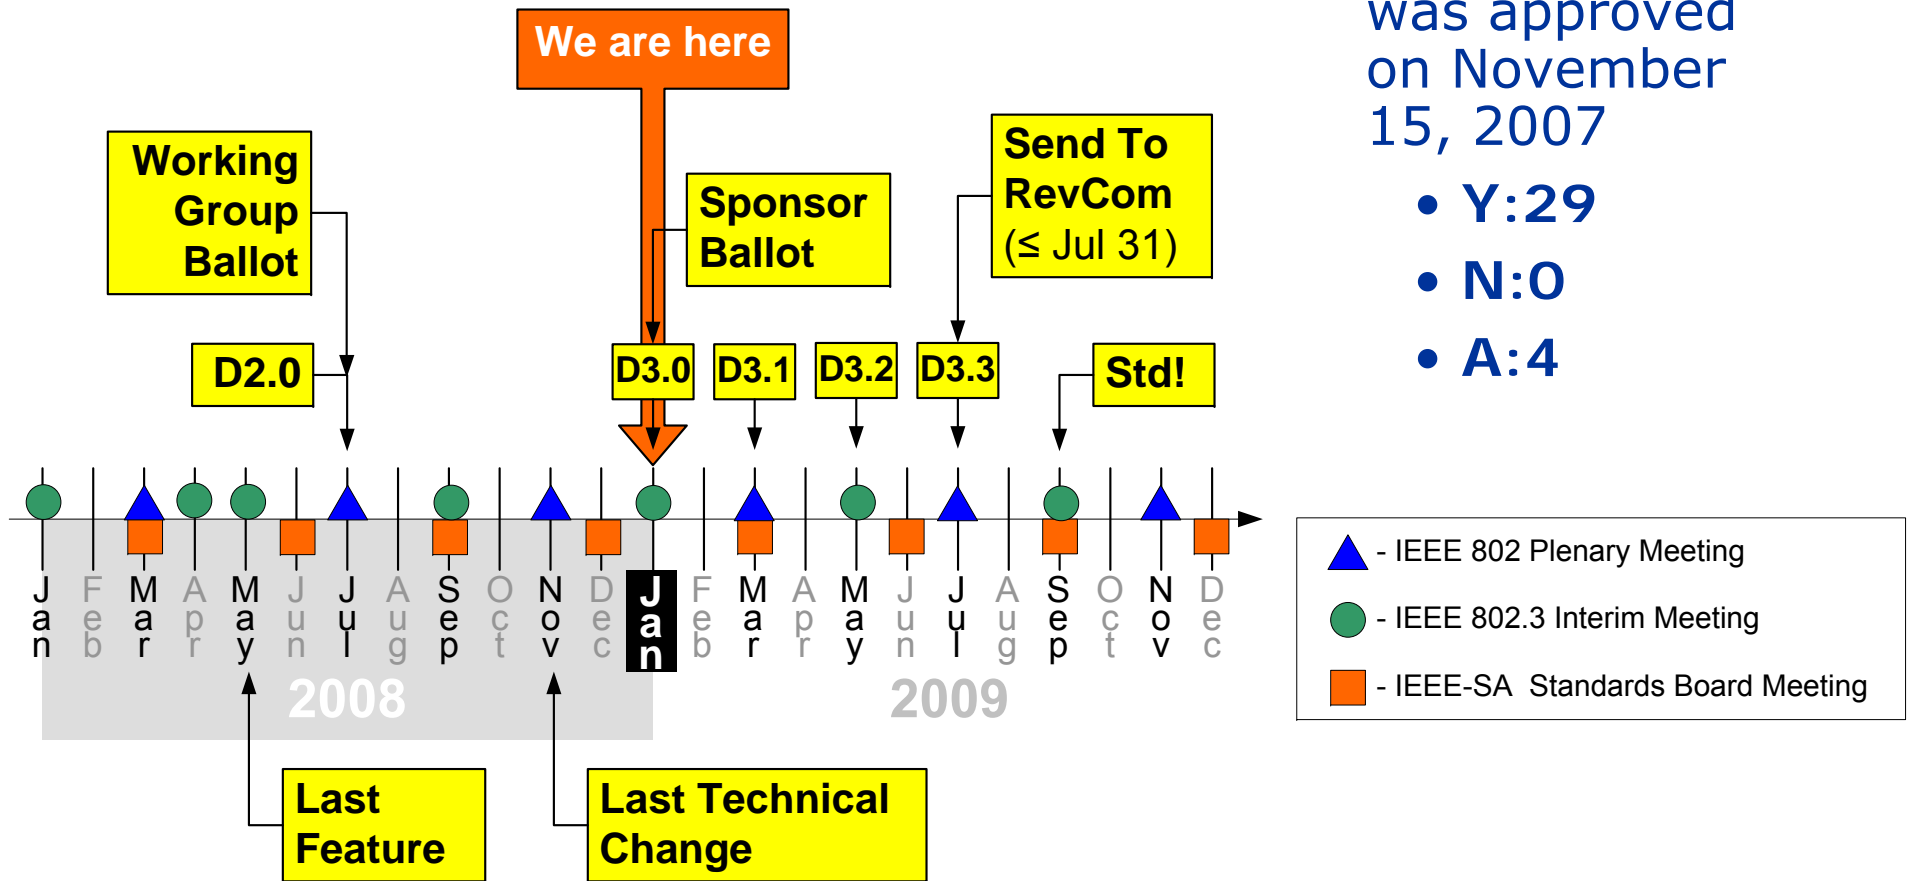 We are here
was approved
on November
15, 2007
• Y:29
• N:0
• A:4
Working
Group
Ballot
Sponsor
Ballot
Send To
RevCom
(≤ Jul 31)
D2.0
D3.0
D3.1
D3.2
D3.3
Std!
Jan Feb Mar Apr May Jun Jul Aug Sep Oct Nov Dec Jan Feb Mar Apr May Jun Jul Aug Sep Oct Nov Dec
2008
2009
Last
Feature
Last Technical
Change
- IEEE 802 Plenary Meeting
- IEEE 802.3 Interim Meeting
- IEEE-SA Standards Board Meeting